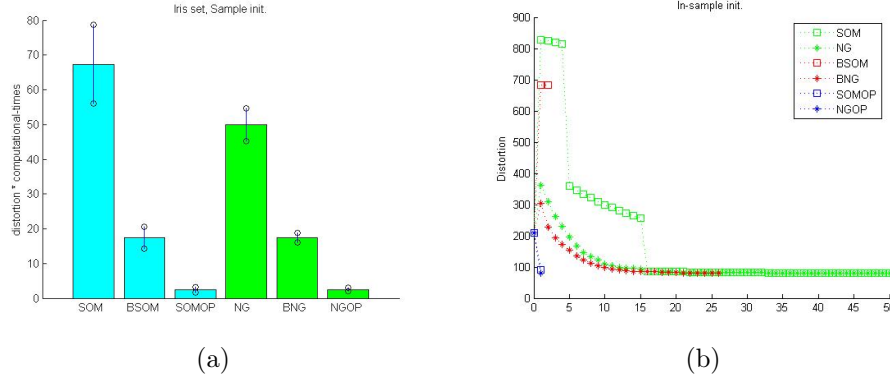 Iris set, Sample init.
distortion * computational-times
80
70
60
50
40
30
20
10
0
SOM BSOM SOMOP NG BNG NGOP
(a)
In-sample init.
Distortion
900
800
700
600
500
400
300
200
100
0
0 5 10 15 20 25 30 35 40 45 50
SOM
NG
BSOM
BNG
SOMOP
NGOP
(b)